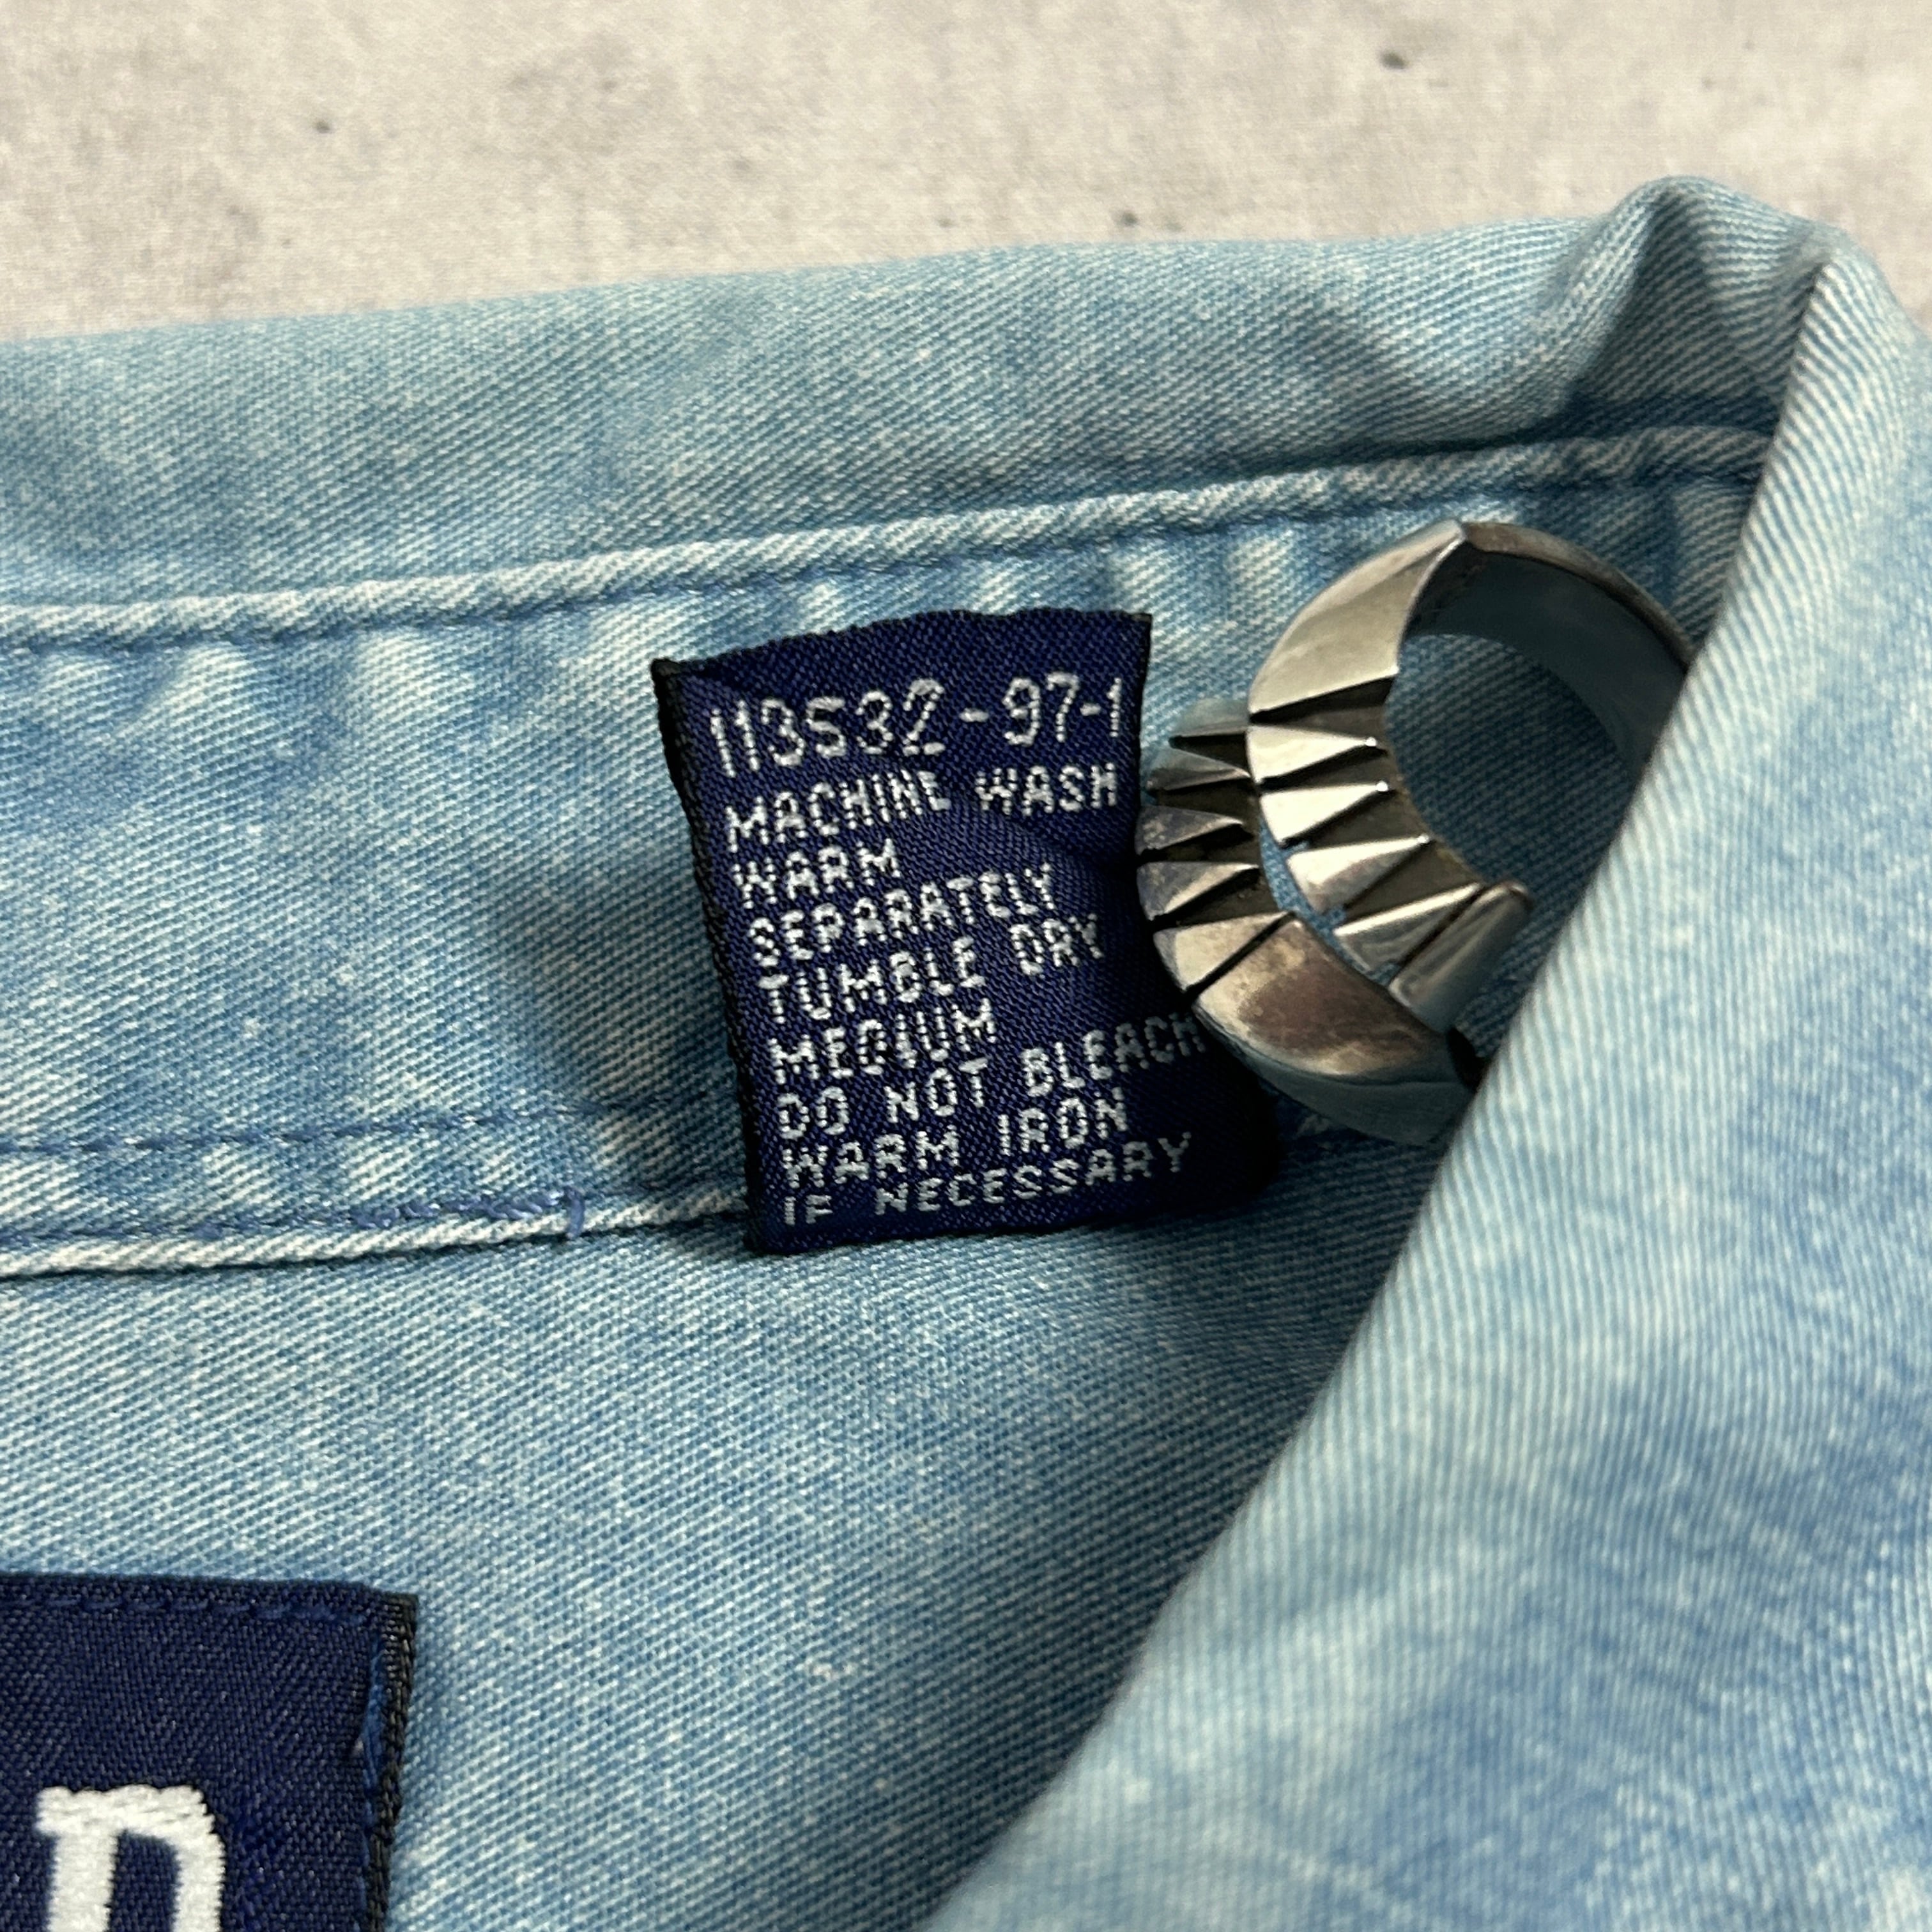 113532-97-1
MACHINE WASH
WARM
SEPARATELY
TUMBLE DRY
MEDIUM
DO NOT BLEACH
WARM IRON
IF NECESSARY